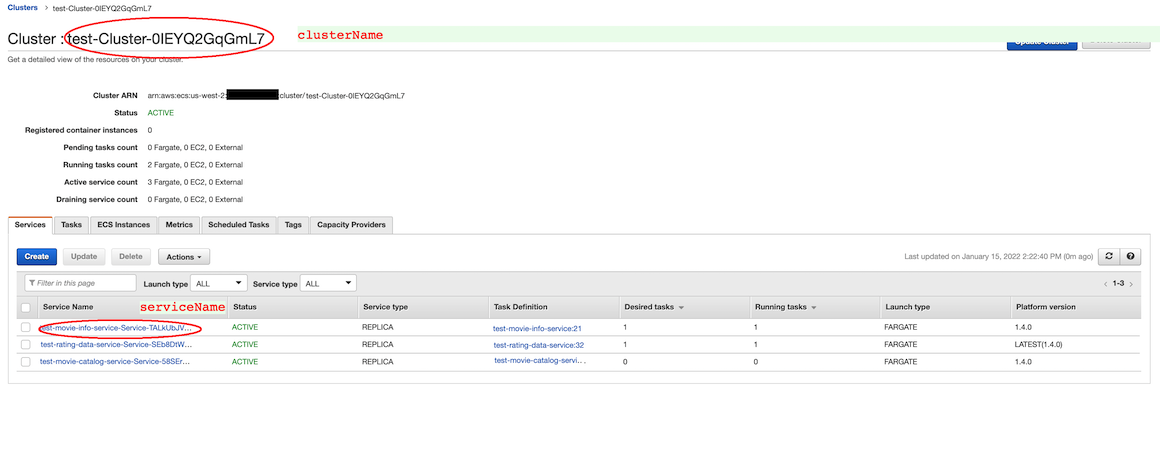 Clusters > test-Cluster-0IEYQ2GqGmL7
Cluster : test-Cluster-0IEYQ2GqGmL7
clusterName
Update Cluster
Get a detailed view of the resources on your cluster.
Cluster ARN arn:aws:ecs:us-west-2: :cluster/test-Cluster-0IEYQ2GqGmL7
Status ACTIVE
Registered container instances 0
Pending tasks count 0 Fargate, 0 EC2, 0 External
Running tasks count 2 Fargate, 0 EC2, 0 External
Active service count 3 Fargate, 0 EC2, 0 External
Draining service count 0 Fargate, 0 EC2, 0 External
Services Tasks ECS Instances Metrics Scheduled Tasks Tags Capacity Providers
Create Update Delete Actions
Last updated on January 15, 2022 2:22:40 PM (0m ago)
Filter in this page Launch type ALL Service type ALL < 1-3 >
serviceName
Service Name Status Service type Task Definition Desired tasks Running tasks Launch type Platform version
test-movie-info-service-Service-TALkUbJV... ACTIVE REPLICA test-movie-info-service:21 1 1 FARGATE 1.4.0
test-rating-data-service-Service-SEb8DtW... ACTIVE REPLICA test-rating-data-service:32 1 1 FARGATE LATEST(1.4.0)
test-movie-catalog-service-Service-58SEr... ACTIVE REPLICA test-movie-catalog-servi... 0 0 FARGATE 1.4.0